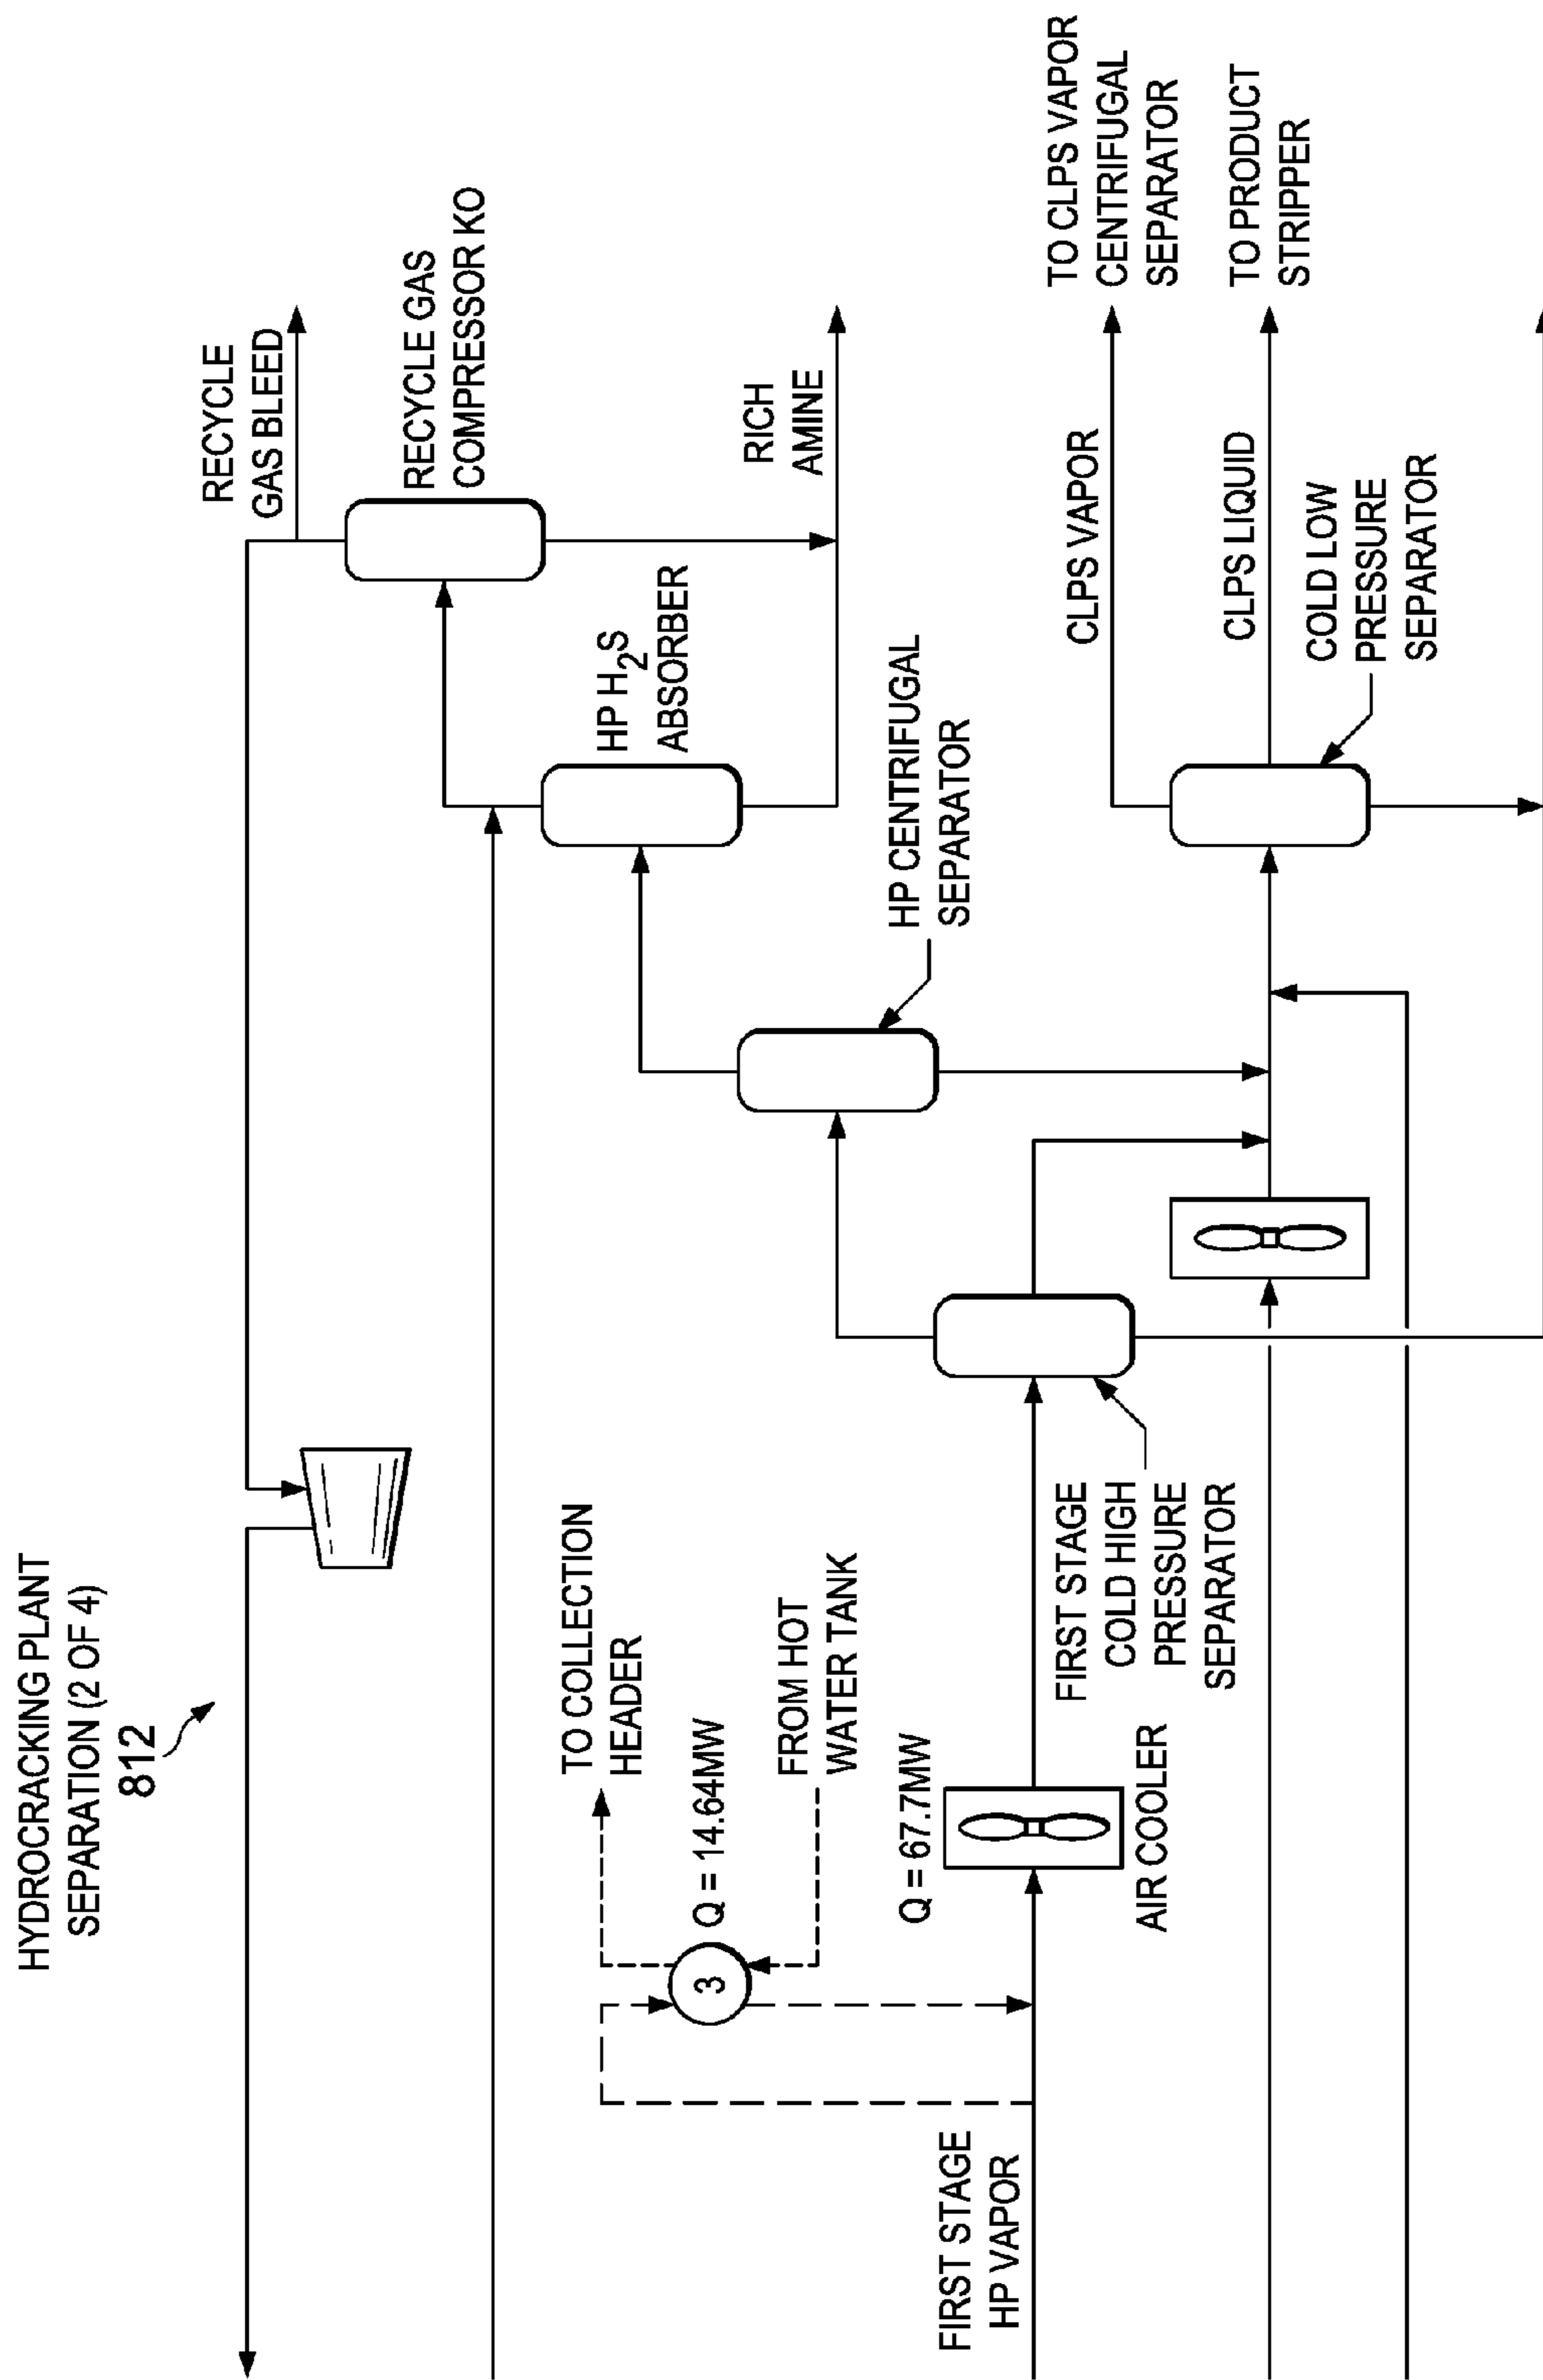 HYDROCRACKING PLANT
SEPARATION (2 OF 4)
812
RECYCLE
GAS BLEED
RECYCLE GAS
COMPRESSOR KO
HP H2S
ABSORBER
RICH
AMINE
HP CENTRIFUGAL
SEPARATOR
TO COLLECTION
HEADER
Q = 14.64MW
3
FROM HOT
WATER TANK
Q = 67.7MW
FIRST STAGE
HP VAPOR
AIR COOLER
FIRST STAGE
COLD HIGH
PRESSURE
SEPARATOR
CLPS VAPOR
TO CLPS VAPOR
CENTRIFUGAL
SEPARATOR
CLPS LIQUID
TO PRODUCT
STRIPPER
COLD LOW
PRESSURE
SEPARATOR